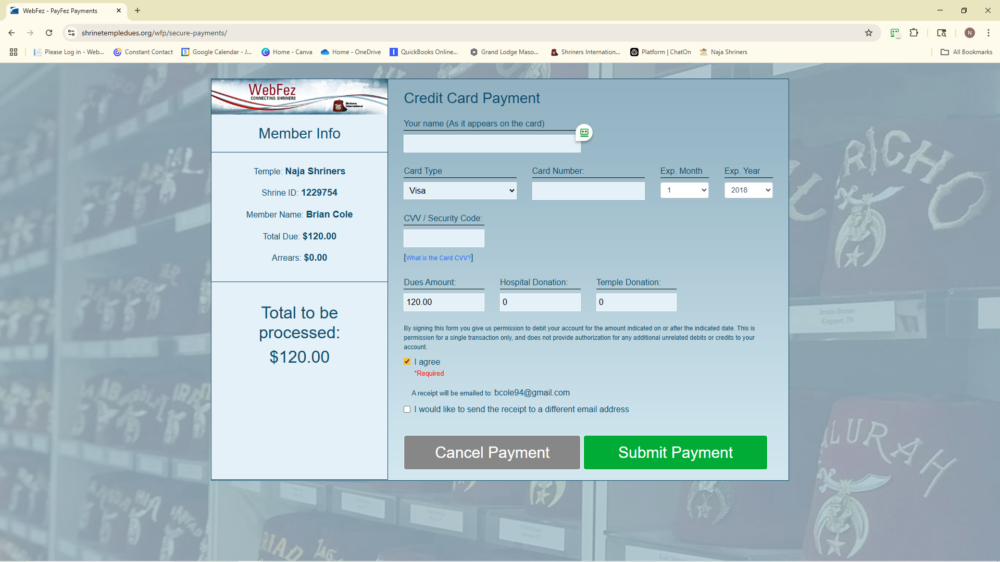 WebFez - PayFez Payments
shrinetempledues.org/wfp/secure-payments/
N
Please Log in - Web...
Constant Contact
Google Calendar - J...
Home - Canva
Home - OneDrive
QuickBooks Online...
Grand Lodge Maso...
Shriners Internation...
Platform | ChatOn
Naja Shriners
All Bookmarks
WebFez
CONNECTING SHRINERS
Shriners
International
Member Info
Temple: Naja Shriners
Shrine ID: 1229754
Member Name: Brian Cole
Total Due: $120.00
Arrears: $0.00
Total to be
processed:
$120.00
Credit Card Payment
Your name (As it appears on the card)
Card Type
Card Number:
Exp. Month
Exp. Year
Visa
1
2018
CVV / Security Code:
[What is the Card CVV?]
Dues Amount:
Hospital Donation:
Temple Donation:
120.00
0
0
By signing this form you give us permission to debit your account for the amount indicated on or after the indicated date. This is
permission for a single transaction only, and does not provide authorization for any additional unrelated debits or credits to your
account.
I agree
*Required
A receipt will be emailed to: bcole94@gmail.com
I would like to send the receipt to a different email address
Cancel Payment
Submit Payment
RICHO
Jericho Shriners
Kingsport, TN
ALURAH